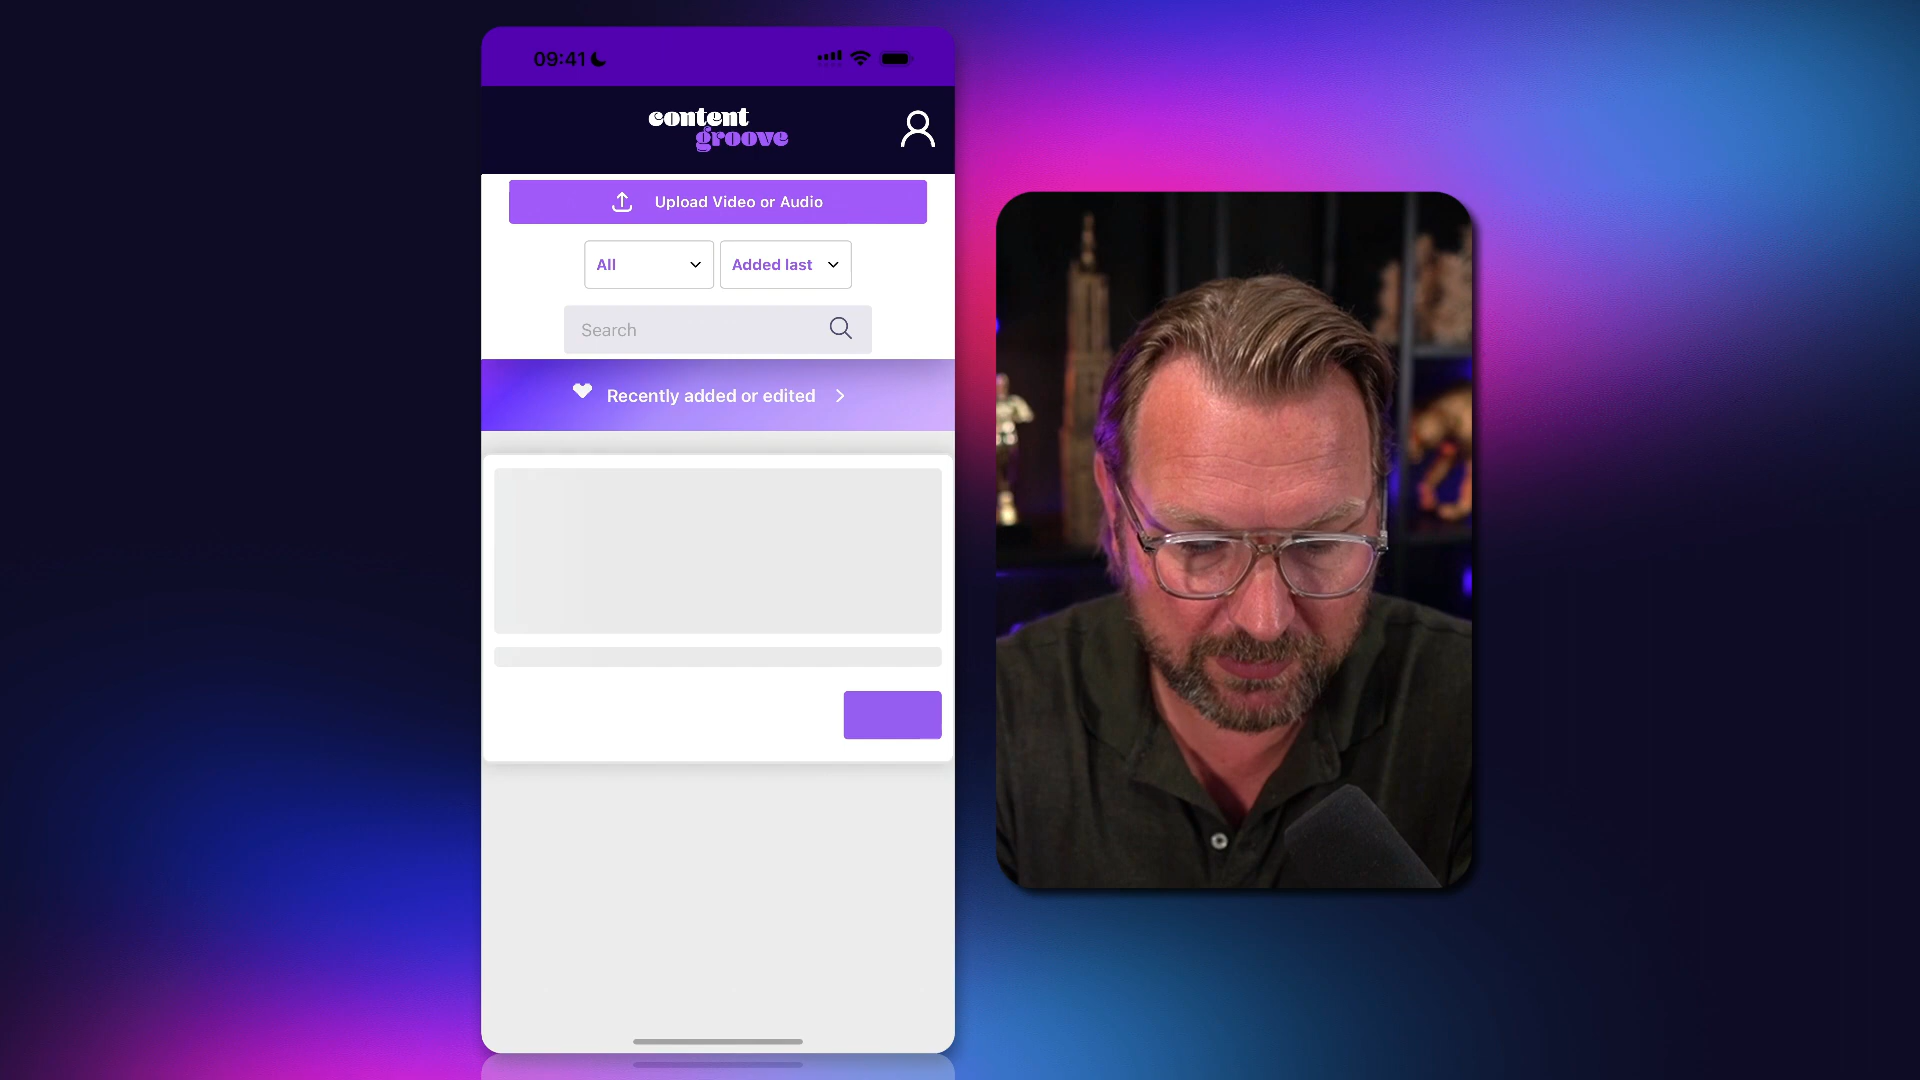 09:41
content
groove
Upload Video or Audio
All
Added last
Search
Recently added or edited